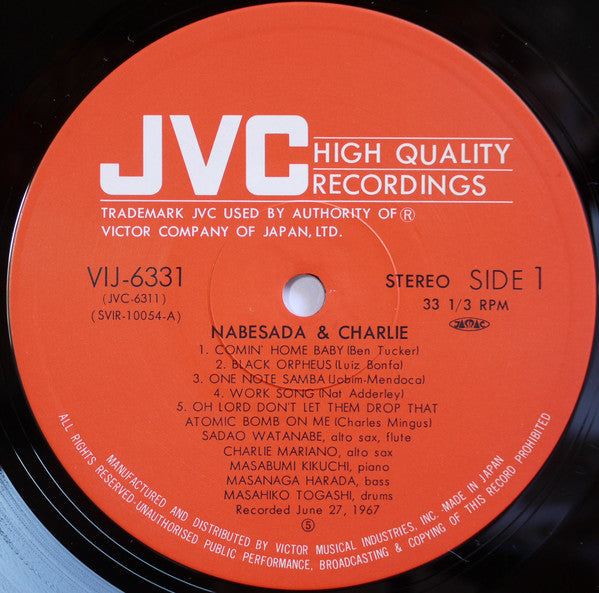 JVC
HIGH QUALITY
RECORDINGS
TRADEMARK JVC USED BY AUTHORITY OF Ⓡ
VICTOR COMPANY OF JAPAN, LTD.
VIJ-6331
(JVC-6311)
(SVIR-10054-A)
STEREO SIDE 1
33 1/3 RPM
JASRAC
NABESADA & CHARLIE
1. COMIN' HOME BABY (Ben Tucker)
2. BLACK ORPHEUS (Luiz Bonfa)
3. ONE NOTE SAMBA (Jobim-Mendoca)
4. WORK SONG (Nat Adderley)
5. OH LORD DON'T LET THEM DROP THAT
ATOMIC BOMB ON ME (Charles Mingus)
SADAO WATANABE, alto sax, flute
CHARLIE MARIANO, alto sax
MASABUMI KIKUCHI, piano
MASANAGA HARADA, bass
MASAHIKO TOGASHI, drums
Recorded June 27, 1967
⑤
MANUFACTURED AND DISTRIBUTED BY VICTOR MUSICAL INDUSTRIES, INC. MADE IN JAPAN
ALL RIGHTS RESERVED-UNAUTHORISED PUBLIC PERFORMANCE, BROADCASTING & COPYING OF THIS RECORD PROHIBITED